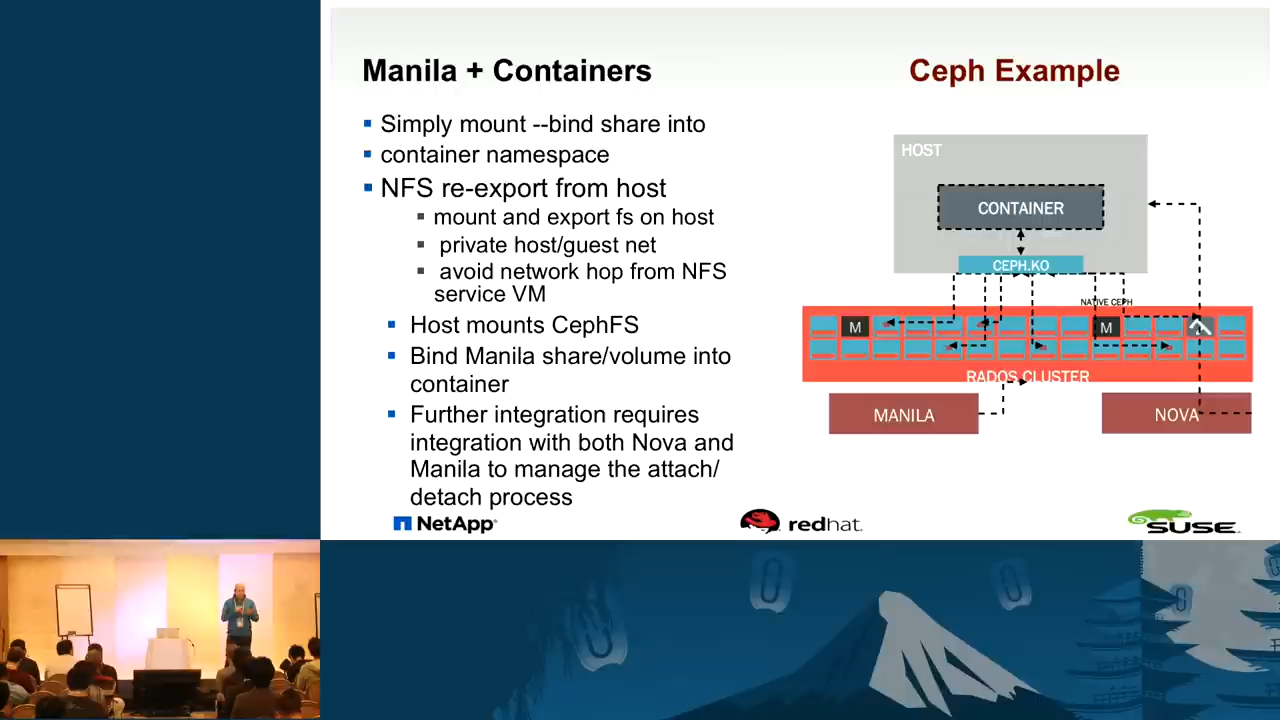 Manila + Containers
Ceph Example
Simply mount --bind share into
container namespace
NFS re-export from host
mount and export fs on host
private host/guest net
avoid network hop from NFS
service VM
Host mounts CephFS
Bind Manila share/volume into
container
Further integration requires
integration with both Nova and
Manila to manage the attach/
detach process
HOST
CONTAINER
CEPH.KO
NATIVE CEPH
M
M
RADOS CLUSTER
MANILA
NOVA
NetApp
redhat.
SUSE